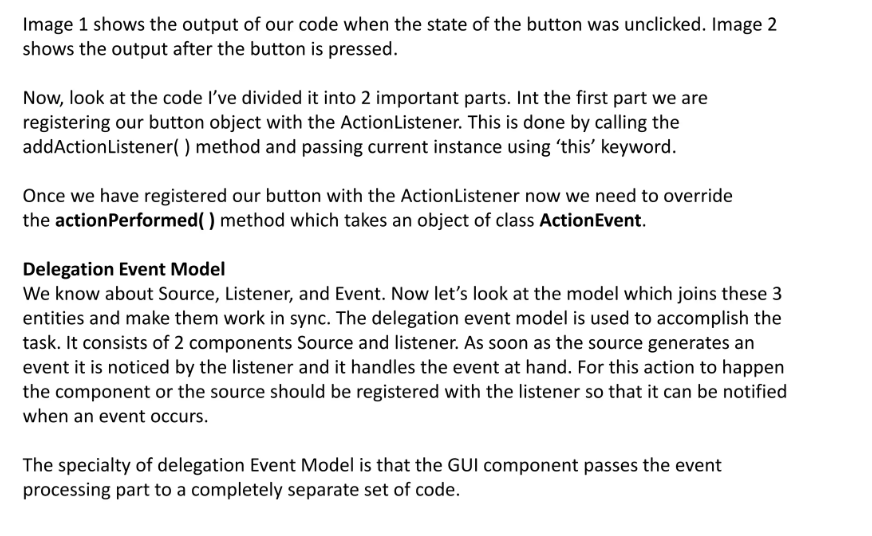 Image 1 shows the output of our code when the state of the button was unclicked. Image 2
shows the output after the button is pressed.
Now, look at the code I’ve divided it into 2 important parts. Int the first part we are
registering our button object with the ActionListener. This is done by calling the
addActionListener( ) method and passing current instance using ‘this’ keyword.
Once we have registered our button with the ActionListener now we need to override
the actionPerformed( ) method which takes an object of class ActionEvent.
Delegation Event Model
We know about Source, Listener, and Event. Now let’s look at the model which joins these 3
entities and make them work in sync. The delegation event model is used to accomplish the
task. It consists of 2 components Source and listener. As soon as the source generates an
event it is noticed by the listener and it handles the event at hand. For this action to happen
the component or the source should be registered with the listener so that it can be notified
when an event occurs.
The specialty of delegation Event Model is that the GUI component passes the event
processing part to a completely separate set of code.